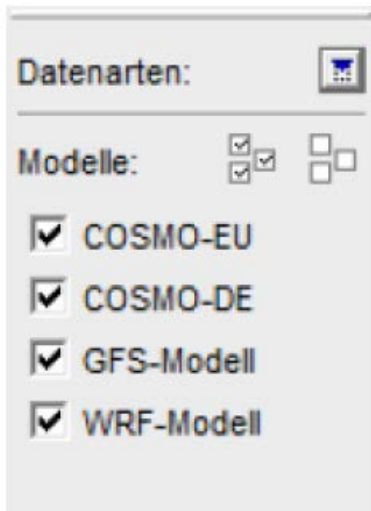 Datenarten:
Modelle:
COSMO-EU
COSMO-DE
GFS-Modell
WRF-Modell